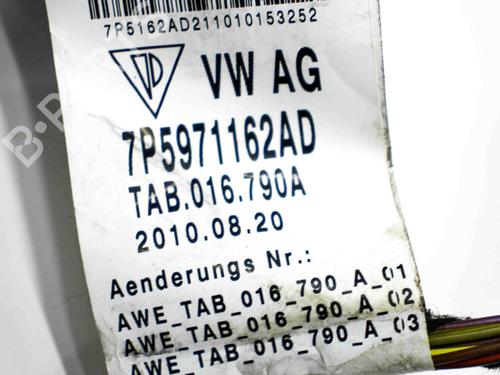 7P5162AD211010153252
VW AG
7P5971162AD
TAB.016.790A
2010.08.20
Aenderungs Nr.:
AWE_TAB_016_790_A_01
AWE_TAB_016_790_A_02
AWE_TAB_016_790_A_03